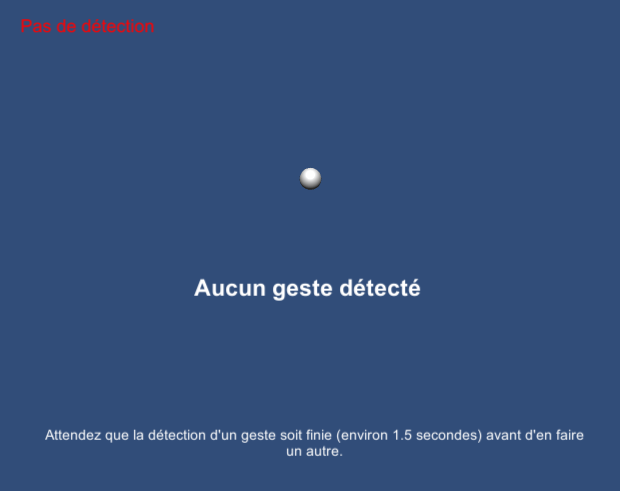 Pas de détection
Aucun geste détecté
Attendez que la détection d'un geste soit finie (environ 1.5 secondes) avant d'en faire
un autre.